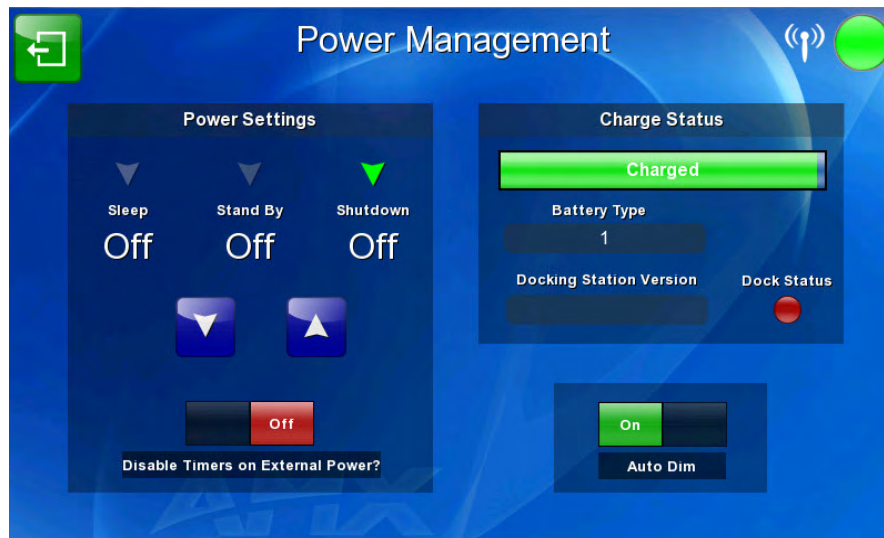 Power Management
Power Settings
Sleep
Stand By
Shutdown
Off
Off
Off
Off
Disable Timers on External Power?
Charge Status
Charged
Battery Type
1
Docking Station Version
Dock Status
On
Auto Dim
AMX